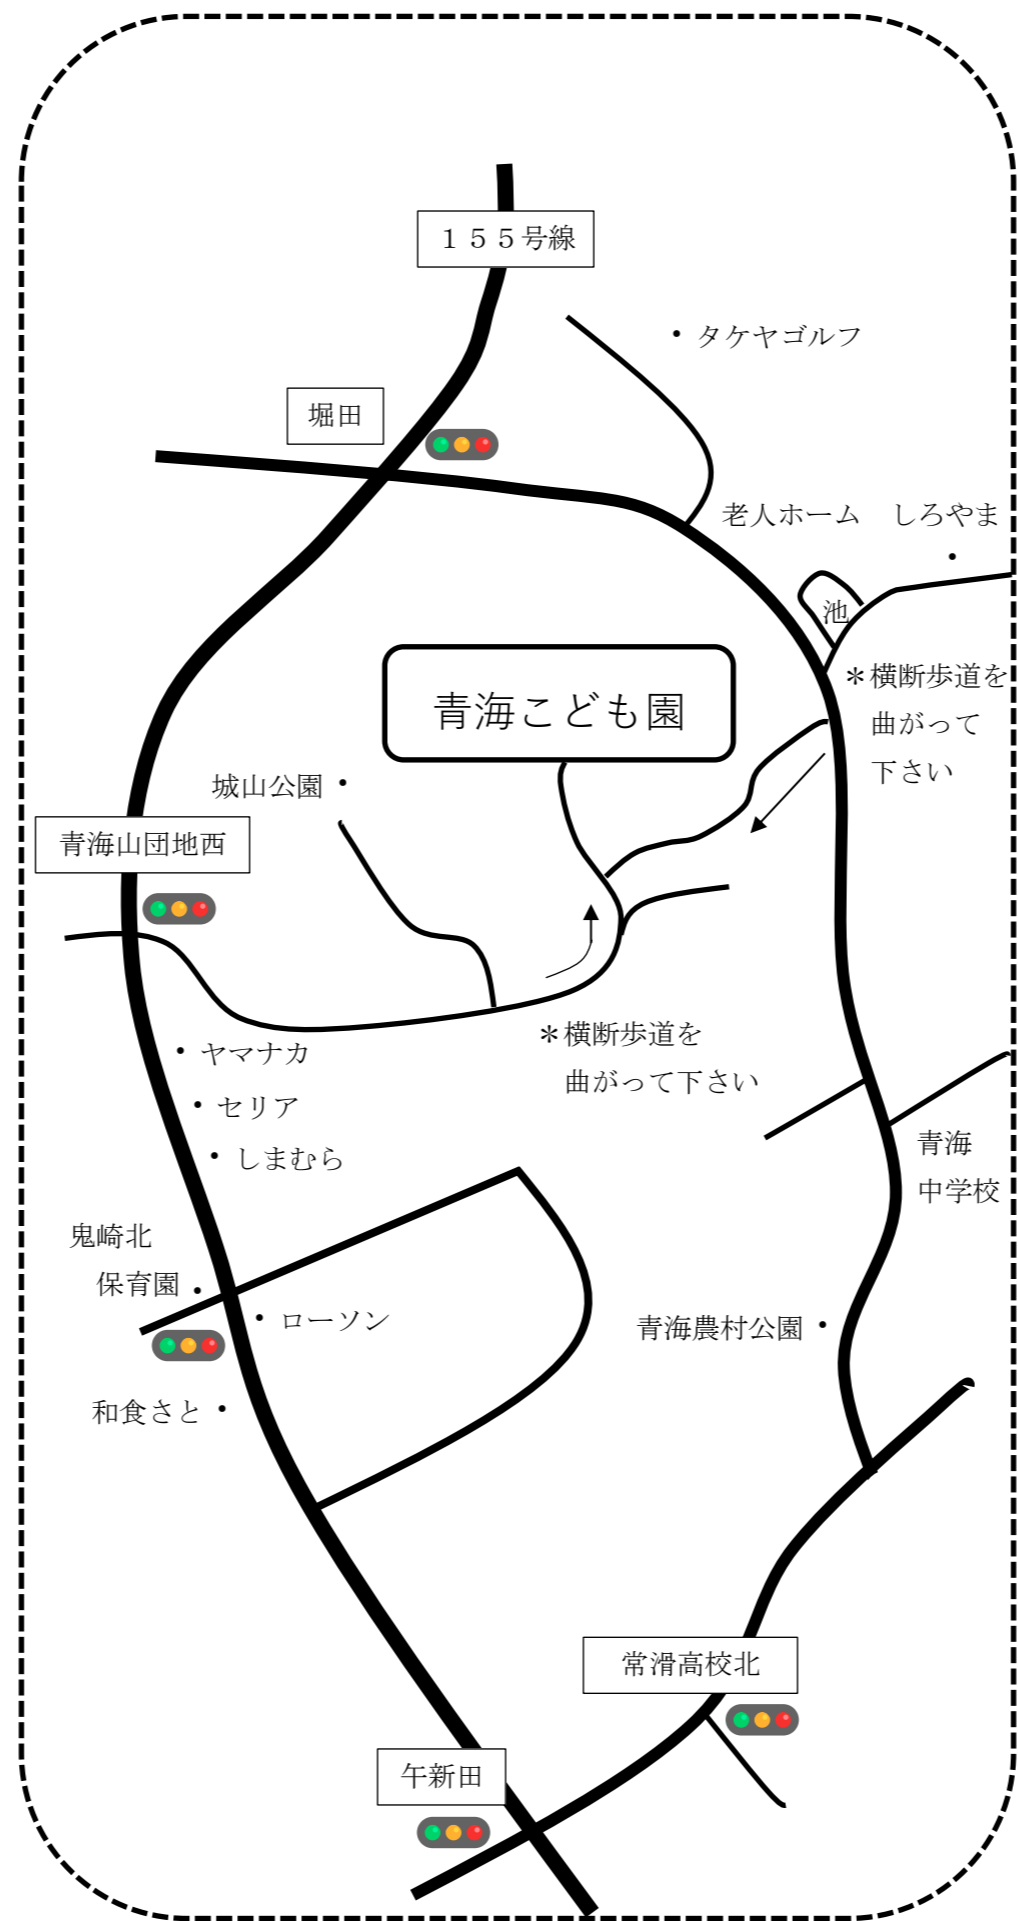 １５５号線
・タケヤゴルフ
堀田
老人ホーム　しろやま
・
池
＊横断歩道を
曲がって
下さい
青海こども園
城山公園・
青海山団地西
＊横断歩道を
曲がって下さい
・ヤマナカ
・セリア
・しまむら
青海
中学校
鬼崎北
保育園・
・ローソン
青海農村公園・
和食さと・
常滑高校北
午新田